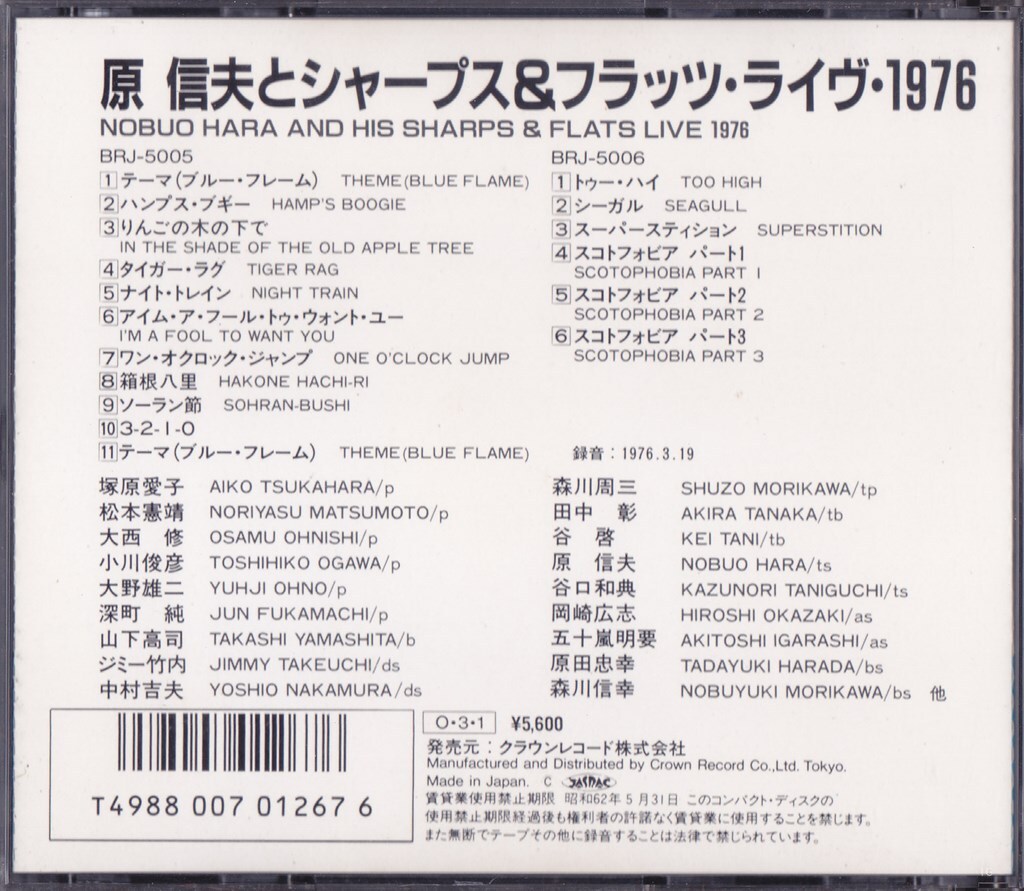 原 信夫とシャープス&フラッツ・ライヴ・1976
NOBUO HARA AND HIS SHARPS & FLATS LIVE 1976
BRJ-5005
1 テーマ(ブルー・フレーム) THEME(BLUE FLAME)
2 ハンプス・ブギー HAMP'S BOOGIE
3 りんごの木の下で
IN THE SHADE OF THE OLD APPLE TREE
4 タイガー・ラグ TIGER RAG
5 ナイト・トレイン NIGHT TRAIN
6 アイム・ア・フール・トゥ・ウォント・ユー
I'M A FOOL TO WANT YOU
7 ワン・オクロック・ジャンプ ONE O'CLOCK JUMP
8 箱根八里 HAKONE HACHI-RI
9 ソーラン節 SOHRAN-BUSHI
10 3-2-1-0
11 テーマ(ブルー・フレーム) THEME(BLUE FLAME)
BRJ-5006
1 トゥー・ハイ TOO HIGH
2 シーガル SEAGULL
3 スーパースティション SUPERSTITION
4 スコトフォビア パート1
SCOTOPHOBIA PART 1
5 スコトフォビア パート2
SCOTOPHOBIA PART 2
6 スコトフォビア パート3
SCOTOPHOBIA PART 3
録音:1976.3.19
塚原愛子 AIKO TSUKAHARA/p
松本憲靖 NORIYASU MATSUMOTO/p
大西 修 OSAMU OHNISHI/p
小川俊彦 TOSHIHIKO OGAWA/p
大野雄二 YUHJI OHNO/p
深町 純 JUN FUKAMACHI/p
山下高司 TAKASHI YAMASHITA/b
ジミー竹内 JIMMY TAKEUCHI/ds
中村吉夫 YOSHIO NAKAMURA/ds
森川周三 SHUZO MORIKAWA/tp
田中 彰 AKIRA TANAKA/tb
谷 啓 KEI TANI/tb
原 信夫 NOBUO HARA/ts
谷口和典 KAZUNORI TANIGUCHI/ts
岡崎広志 HIROSHI OKAZAKI/as
五十嵐明要 AKITOSHI IGARASHI/as
原田忠幸 TADAYUKI HARADA/bs
森川信幸 NOBUYUKI MORIKAWA/bs 他
T4988 007 01267 6
O・3・1 ¥5,600
発売元:クラウンレコード株式会社
Manufactured and Distributed by Crown Record Co.,Ltd. Tokyo.
Made in Japan. C JASRAC
賃貸業使用禁止期限 昭和62年5月31日 このコンパクト・ディスクの
使用禁止期限経過後も権利者の許諾なく賃貸業に使用することを禁じます。
また無断でテープその他に録音することは法律で禁じられています。